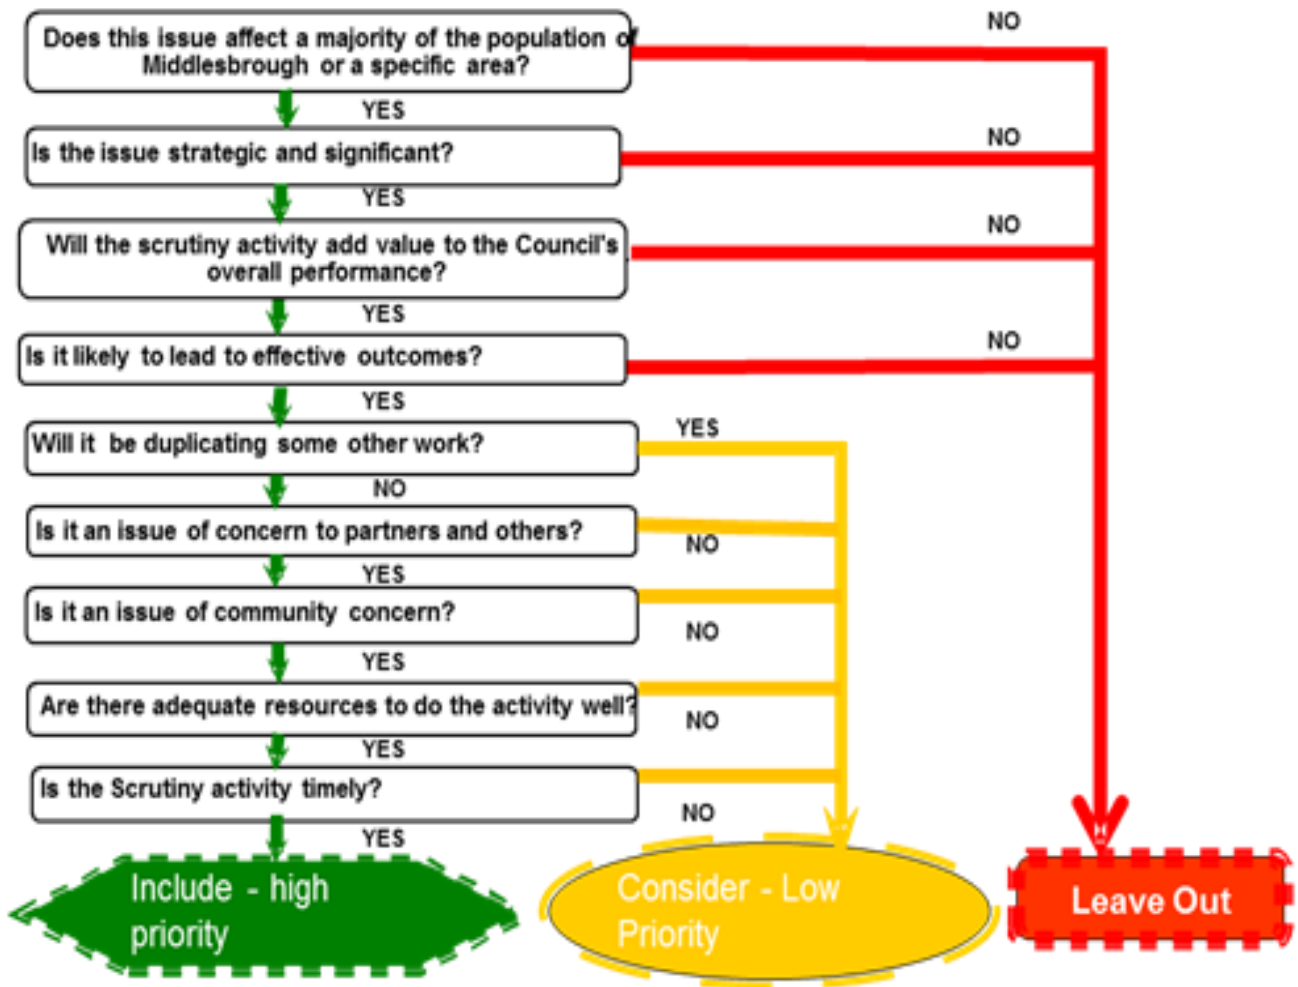 NO
Does this issue affect a majority of the population of
Middlesbrough or a specific area?
YES
NO
Is the issue strategic and significant?
YES
NO
Will the scrutiny activity add value to the Council's
overall performance?
YES
NO
Is it likely to lead to effective outcomes?
YES
YES
Will it be duplicating some other work?
NO
Is it an issue of concern to partners and others?
NO
YES
Is it an issue of community concern?
NO
YES
Are there adequate resources to do the activity well?
NO
YES
Is the Scrutiny activity timely?
NO
YES
Include - high
priority
Consider - Low
Priority
Leave Out